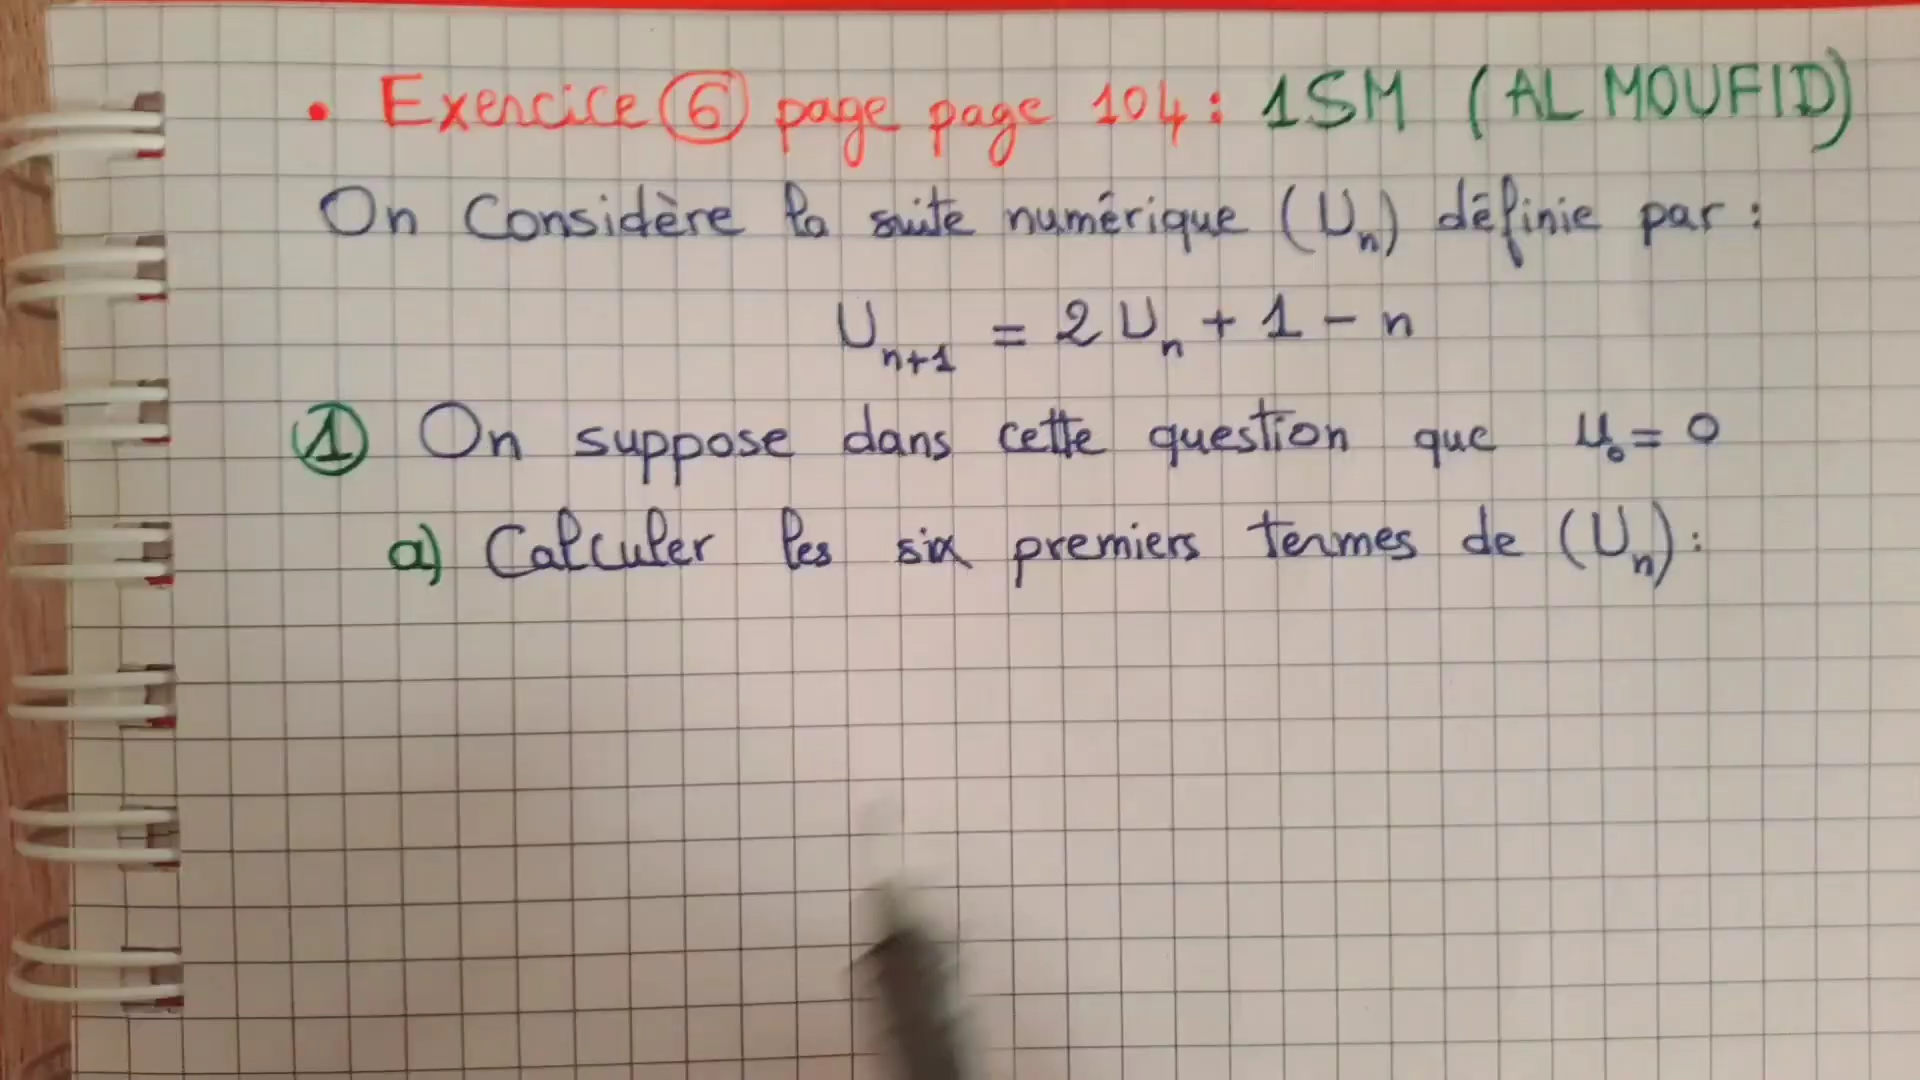 • Exercice ⑥ page page 104 : 1SM (AL MOUFID)
On Considère la suite numérique (Un) définie par :
Un+1 = 2Un + 1 - n
① On suppose dans cette question que u₀ = 0
a) Calculer les six premiers termes de (Un) :